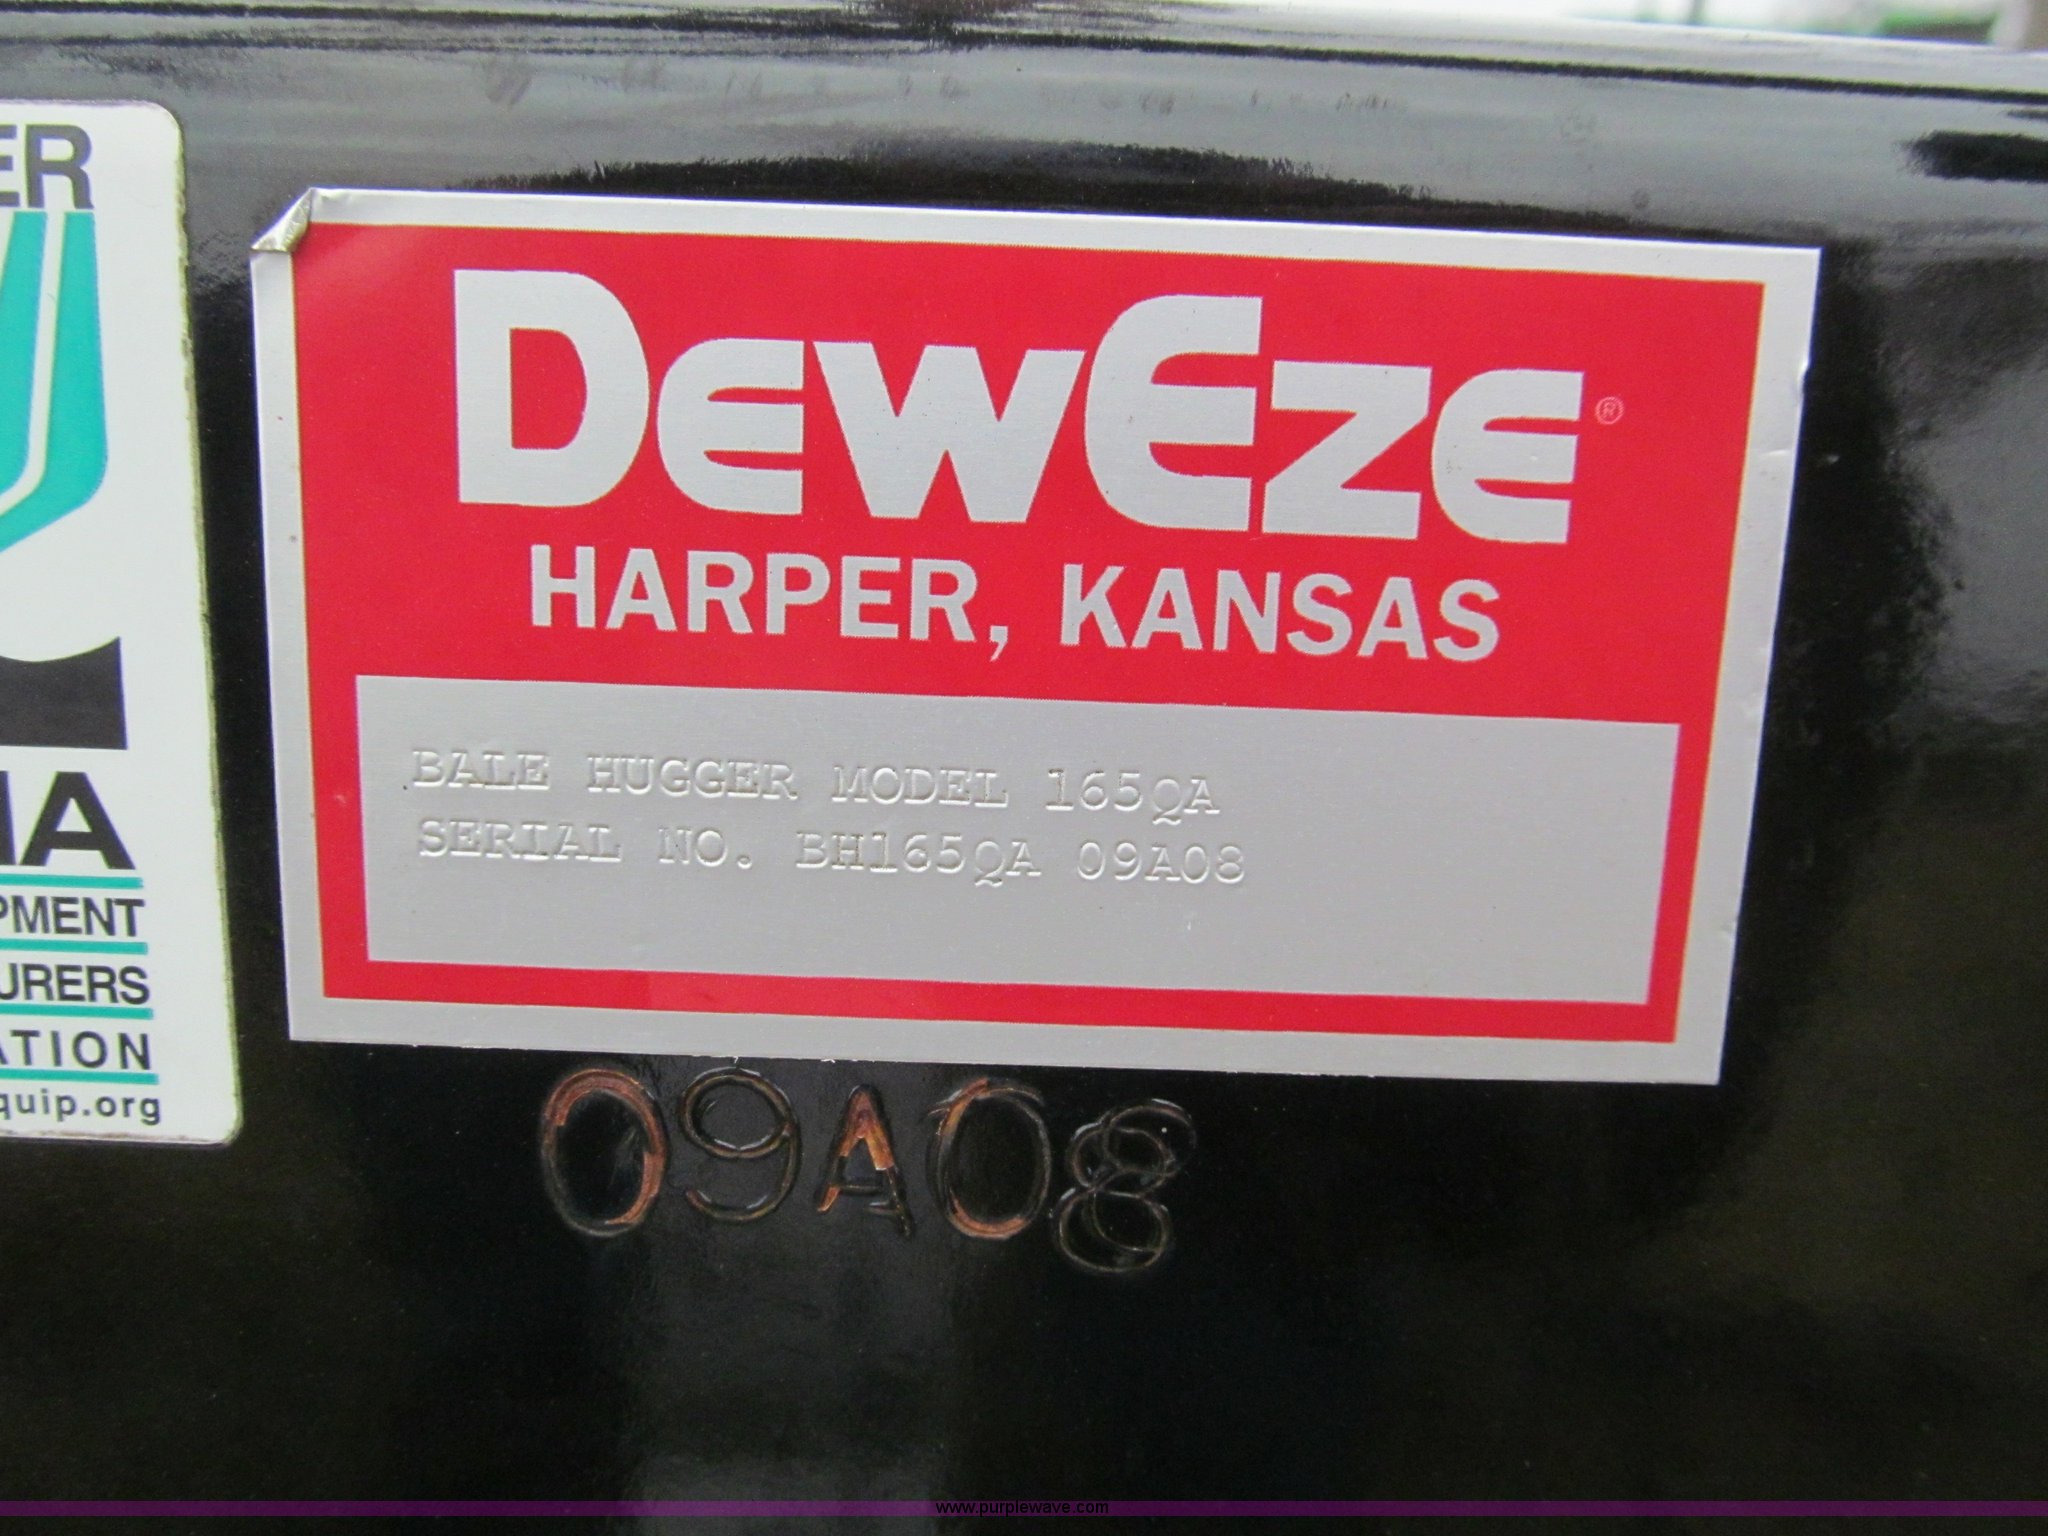 ER
IA
PMENT
URERS
ATION
quip.org
DEWEZE®
HARPER, KANSAS
BALE HUGGER MODEL 165QA
SERIAL NO. BH165QA 09A08
09A08
www.purplewave.com